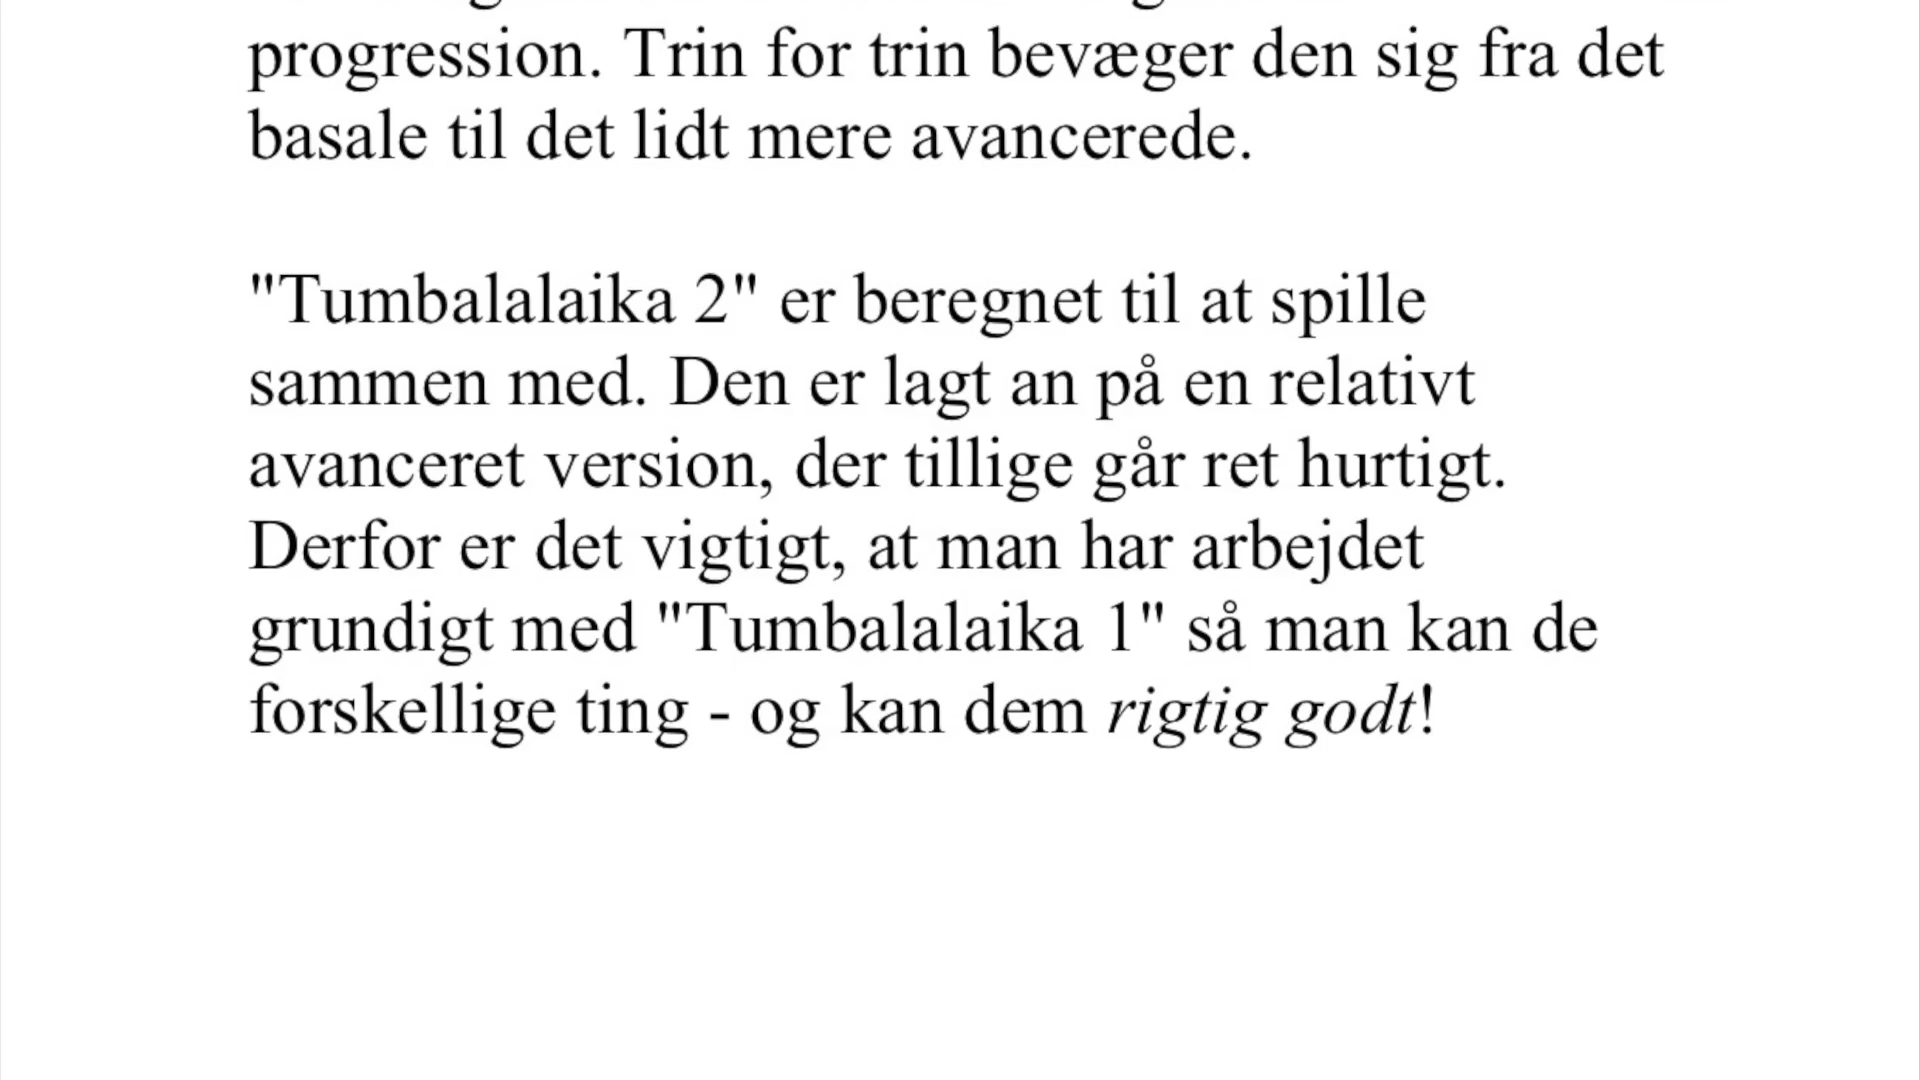 progression. Trin for trin bevæger den sig fra det
basale til det lidt mere avancerede.
"Tumbalalaika 2" er beregnet til at spille
sammen med. Den er lagt an på en relativt
avanceret version, der tillige går ret hurtigt.
Derfor er det vigtigt, at man har arbejdet
grundigt med "Tumbalalaika 1" så man kan de
forskellige ting - og kan dem rigtig godt!